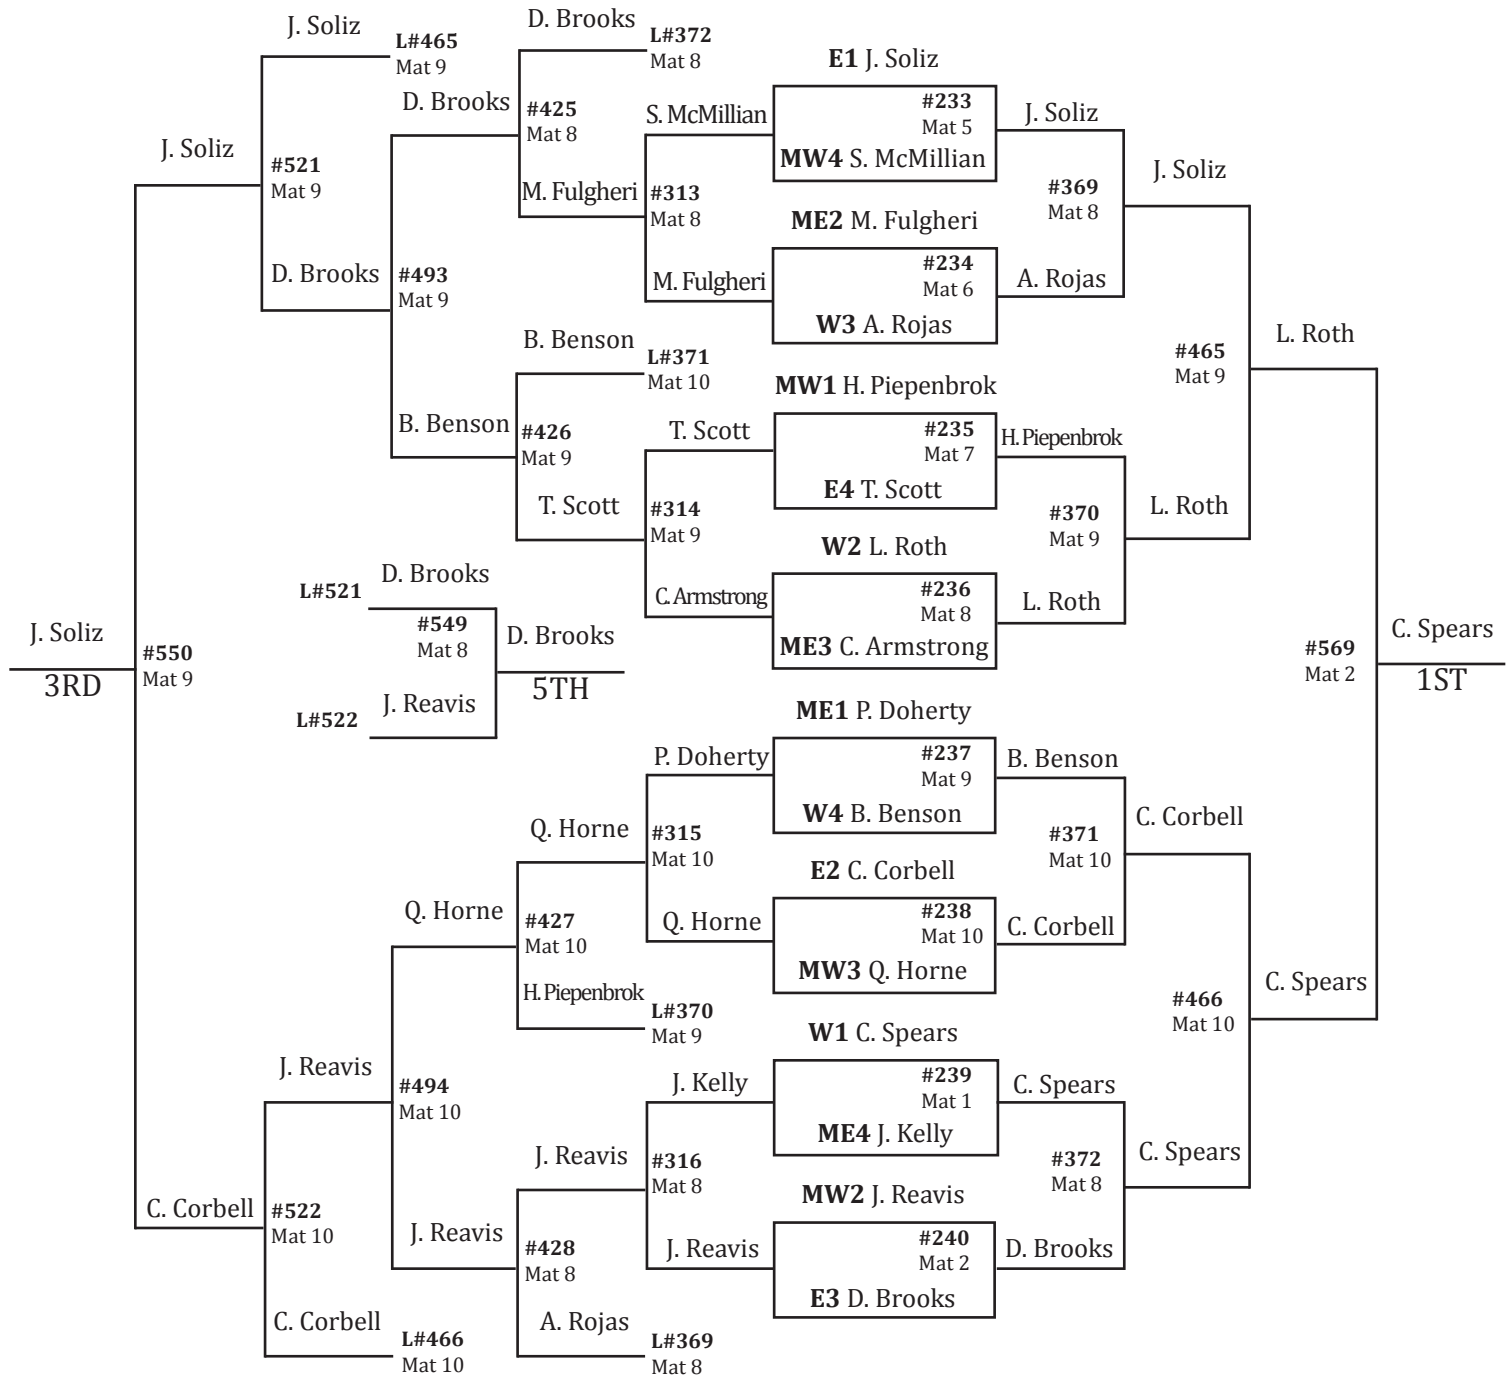 J. Soliz
L#465
Mat 9
D. Brooks
L#372
Mat 8
E1 J. Soliz
D. Brooks
#425
Mat 8
S. McMillian
#233
Mat 5
J. Soliz
MW4 S. McMillian
J. Soliz
#521
Mat 9
M. Fulgheri
#313
Mat 8
#369
Mat 8
J. Soliz
ME2 M. Fulgheri
D. Brooks
#493
Mat 9
M. Fulgheri
#234
Mat 6
A. Rojas
W3 A. Rojas
B. Benson
L#371
Mat 10
#465
Mat 9
L. Roth
MW1 H. Piepenbrok
B. Benson
#426
Mat 9
T. Scott
#235
Mat 7
H. Piepenbrok
E4 T. Scott
T. Scott
#314
Mat 9
#370
Mat 9
L. Roth
W2 L. Roth
L#521
D. Brooks
C. Armstrong
#236
Mat 8
L. Roth
ME3 C. Armstrong
J. Soliz
3RD
#550
Mat 9
#549
Mat 8
D. Brooks
5TH
#569
Mat 2
C. Spears
1ST
L#522
J. Reavis
ME1 P. Doherty
P. Doherty
#237
Mat 9
B. Benson
W4 B. Benson
Q. Horne
#315
Mat 10
#371
Mat 10
C. Corbell
E2 C. Corbell
Q. Horne
#427
Mat 10
Q. Horne
#238
Mat 10
C. Corbell
MW3 Q. Horne
H. Piepenbrok
L#370
Mat 9
#466
Mat 10
C. Spears
W1 C. Spears
J. Reavis
#494
Mat 10
J. Kelly
#239
Mat 1
C. Spears
ME4 J. Kelly
J. Reavis
#316
Mat 8
#372
Mat 8
C. Spears
MW2 J. Reavis
C. Corbell
#522
Mat 10
J. Reavis
#428
Mat 8
J. Reavis
#240
Mat 2
D. Brooks
E3 D. Brooks
C. Corbell
L#466
Mat 10
A. Rojas
L#369
Mat 8